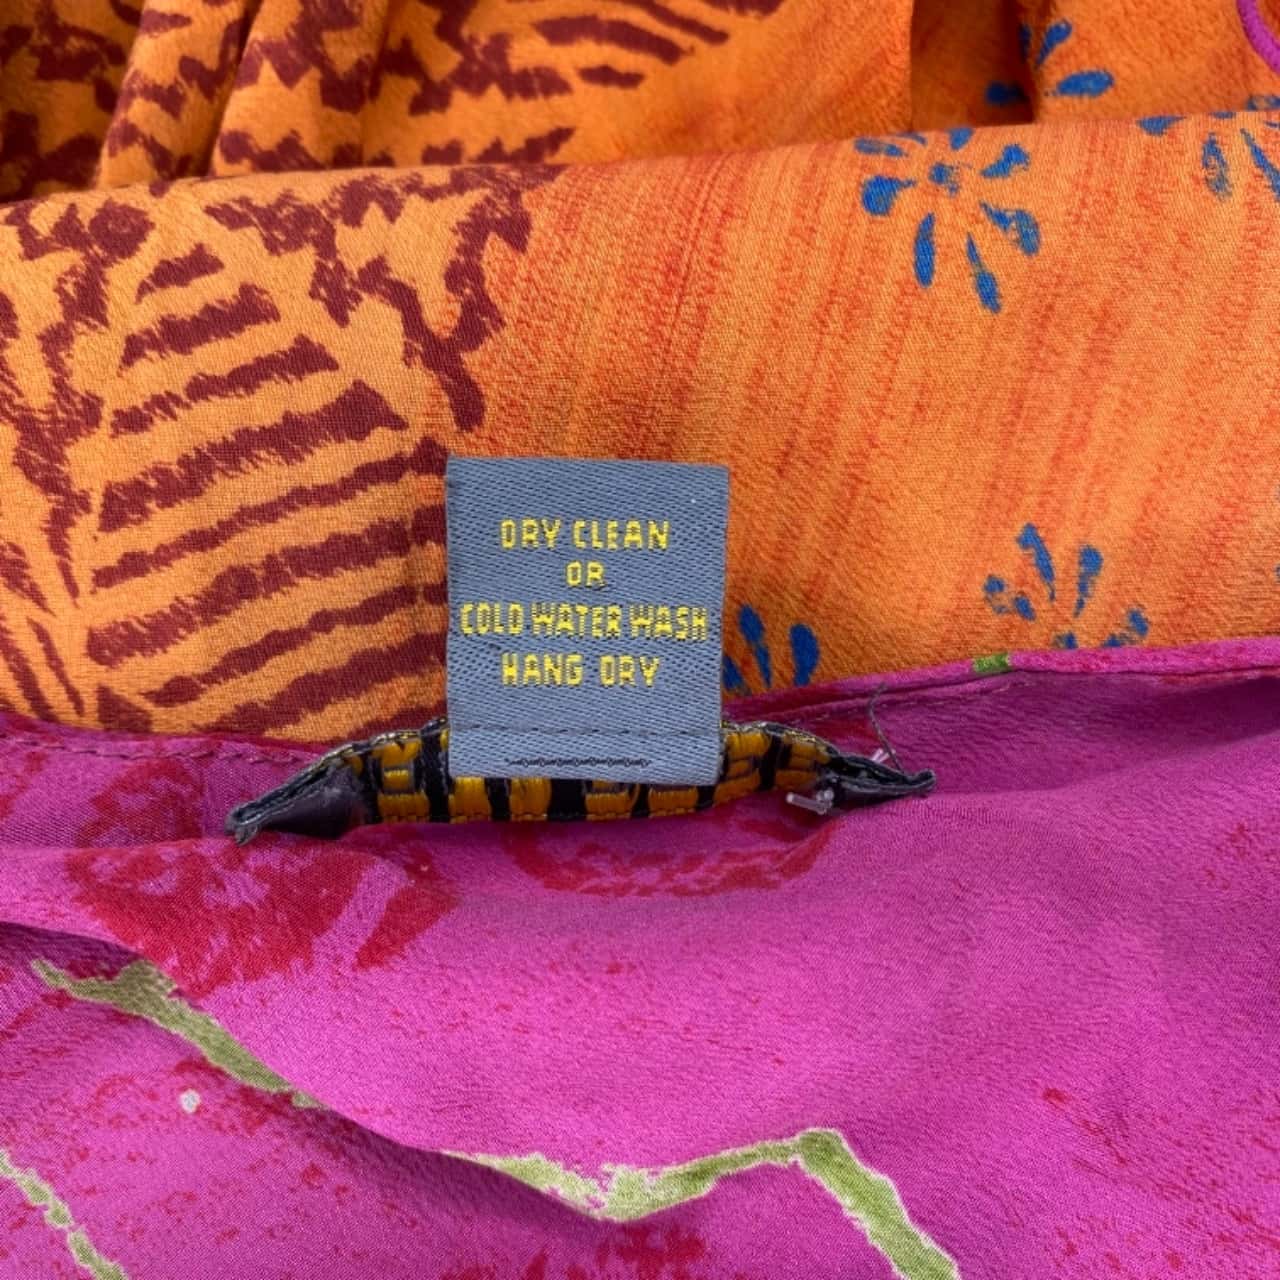 DRY CLEAN
OR
COLD WATER WASH
HANG DRY